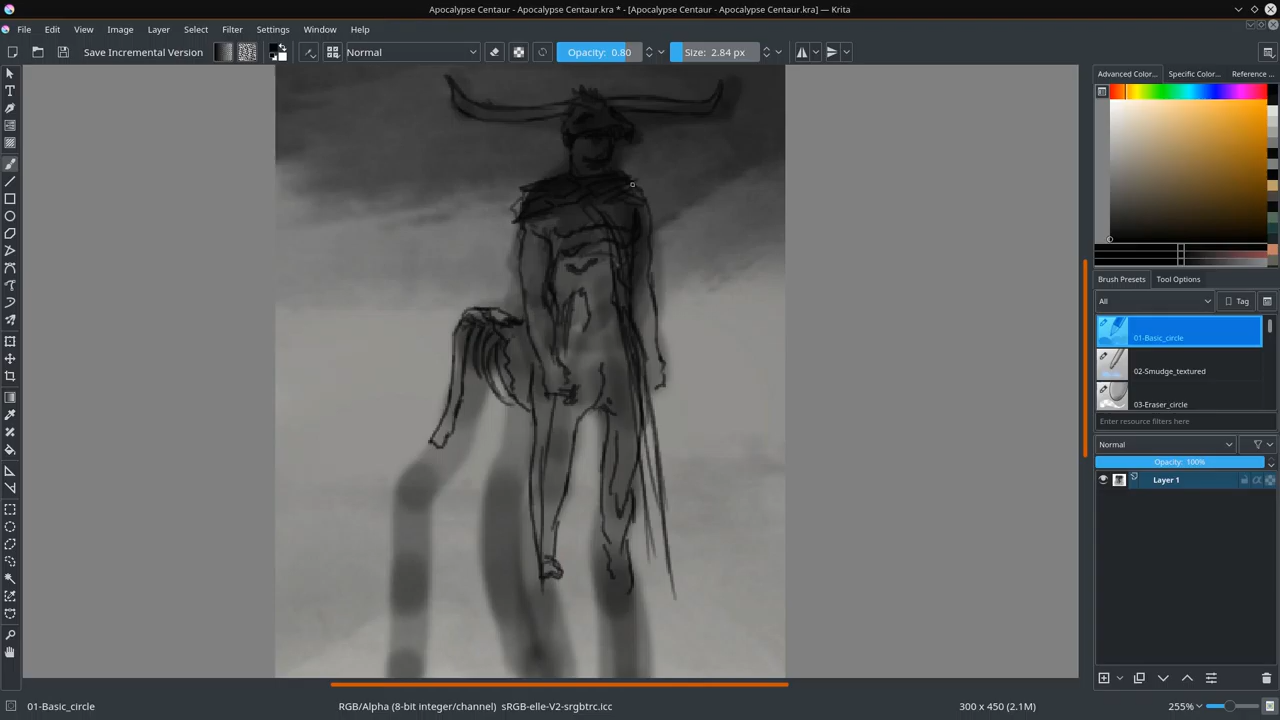 Apocalypse Centaur - Apocalypse Centaur.kra * - [Apocalypse Centaur - Apocalypse Centaur.kra] — Krita
File Edit View Image Layer Select Filter Settings Window Help
Save Incremental Version Normal Opacity: 0.80 Size: 2.84 px
Advanced Color... Specific Color... Reference ...
Brush Presets Tool Options
All Tag
01-Basic_circle
02-Smudge_textured
03-Eraser_circle
Enter resource filters here
Normal
Opacity: 100%
Layer 1
01-Basic_circle RGB/Alpha (8-bit integer/channel) sRGB-elle-V2-srgbtrc.icc 300 x 450 (2.1M) 255%